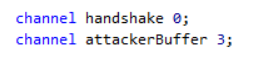 channel handshake 0;
channel attackerBuffer 3;